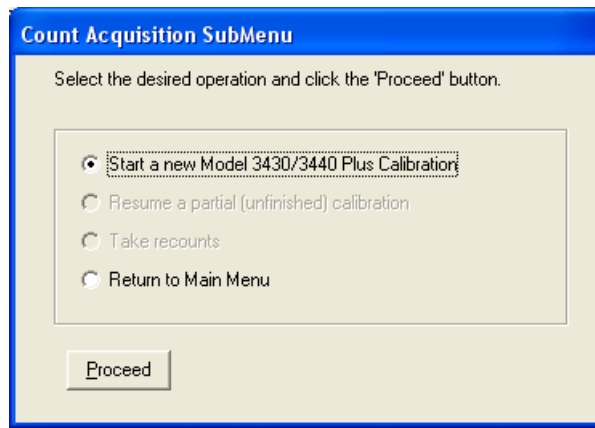 Count Acquisition SubMenu
Select the desired operation and click the 'Proceed' button.
Start a new Model 3430/3440 Plus Calibration
Resume a partial (unfinished) calibration
Take recounts
Return to Main Menu
Proceed